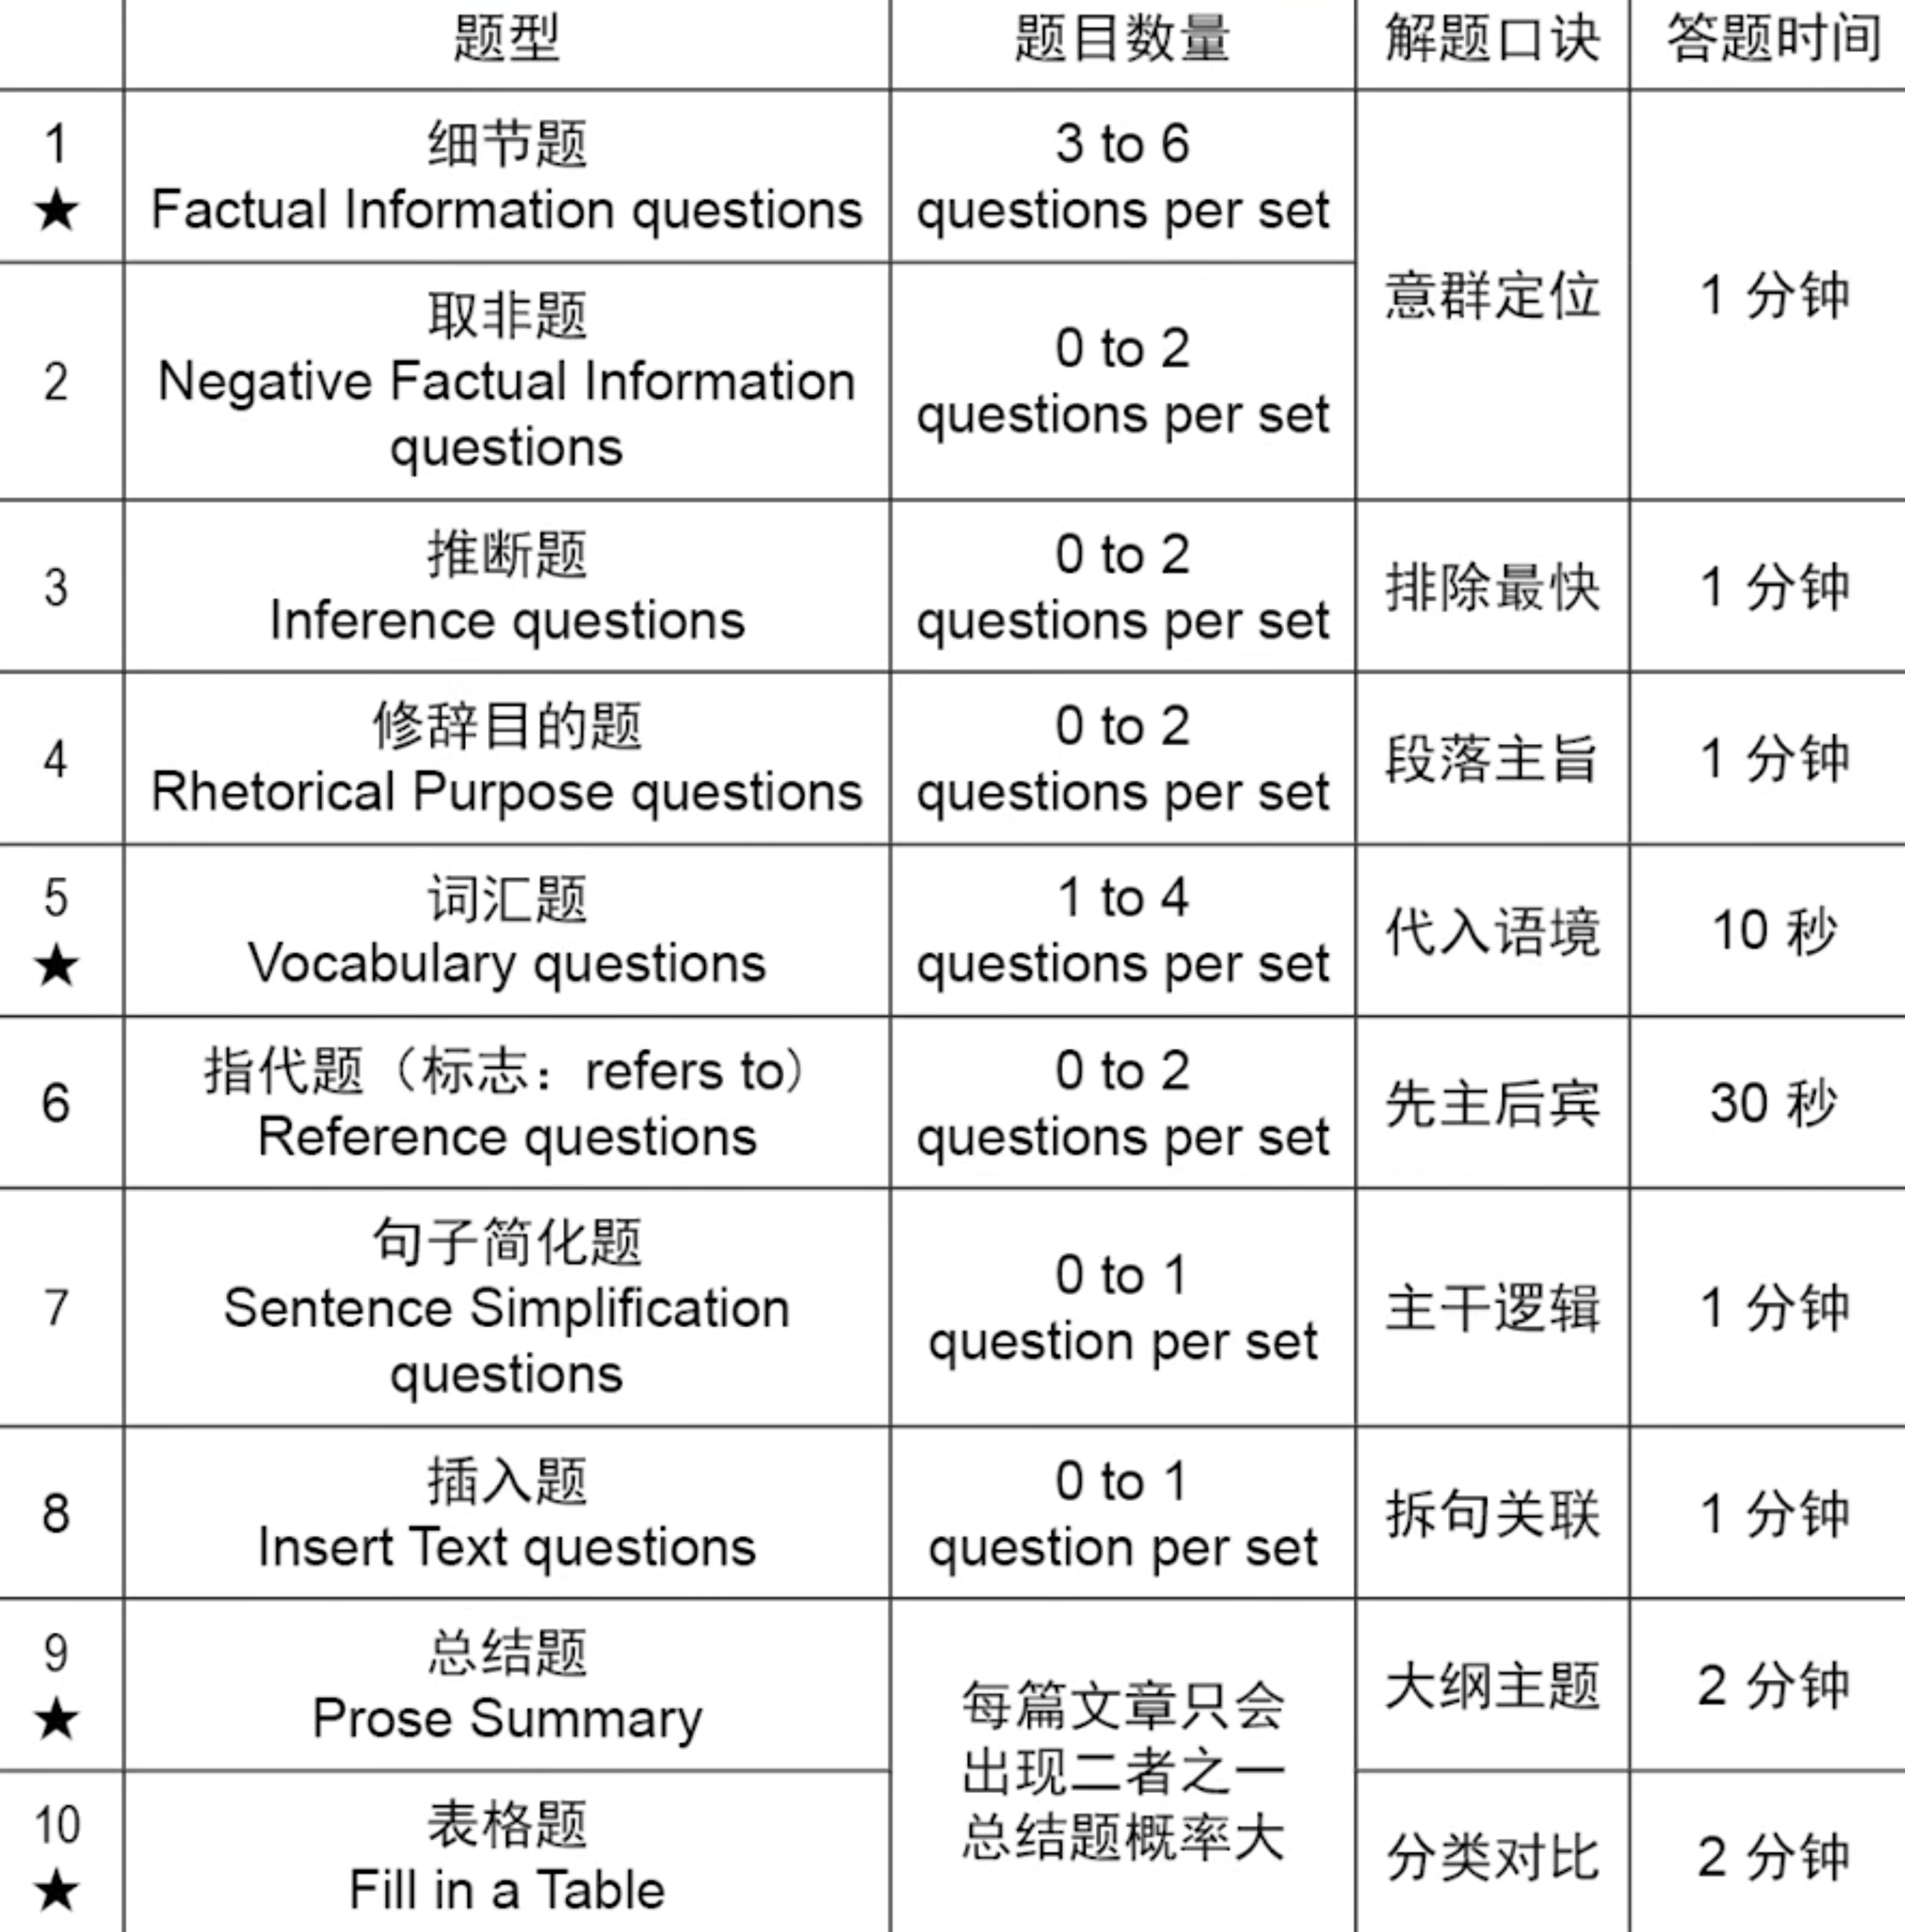 题型 题目数量 解题口诀 答题时间
1
★
细节题
Factual Information questions
3 to 6
questions per set
意群定位
1 分钟
2
取非题
Negative Factual Information
questions
0 to 2
questions per set
3
推断题
Inference questions
0 to 2
questions per set
排除最快
1 分钟
4
修辞目的题
Rhetorical Purpose questions
0 to 2
questions per set
段落主旨
1 分钟
5
★
词汇题
Vocabulary questions
1 to 4
questions per set
代入语境
10 秒
6
指代题（标志：refers to）
Reference questions
0 to 2
questions per set
先主后宾
30 秒
7
句子简化题
Sentence Simplification
questions
0 to 1
question per set
主干逻辑
1 分钟
8
插入题
Insert Text questions
0 to 1
question per set
拆句关联
1 分钟
9
★
总结题
Prose Summary
每篇文章只会
出现二者之一
总结题概率大
大纲主题
2 分钟
10
★
表格题
Fill in a Table
分类对比
2 分钟